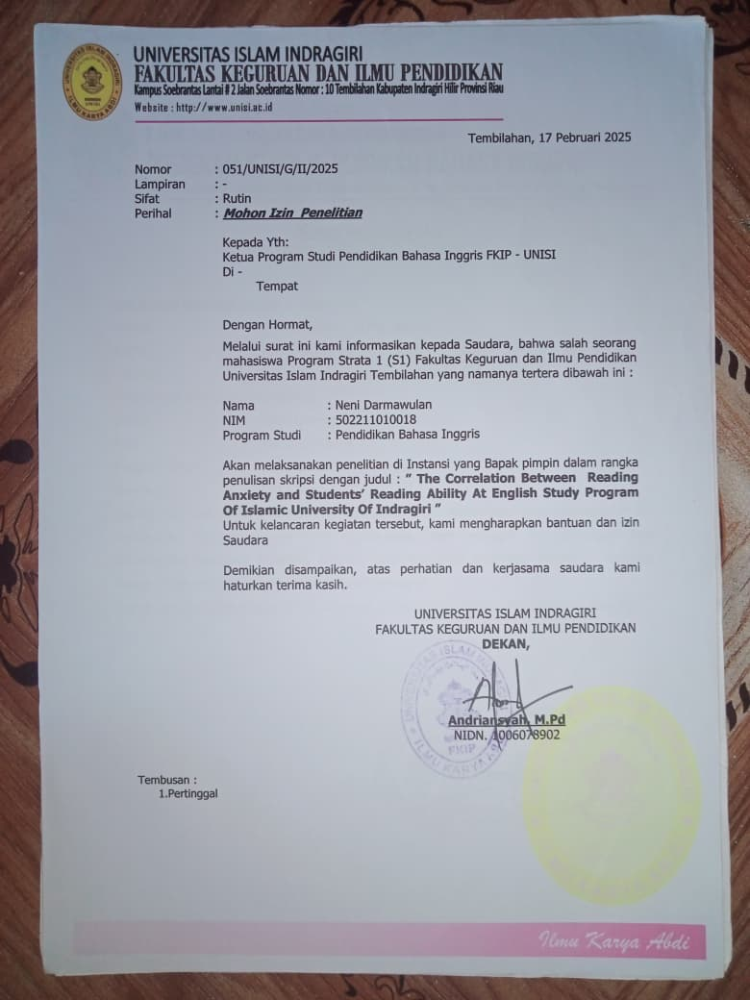 UNIVERSITAS ISLAM INDRAGIRI
FAKULTAS KEGURUAN DAN ILMU PENDIDIKAN
Kampus Soebrantas Lantai # 2 Jalan Soebrantas Nomor : 10 Tembilahan Kabupaten Indragiri Hilir Provinsi Riau
Website : http://www.unisi.ac.id
Tembilahan, 17 Pebruari 2025
Nomor : 051/UNISI/G/II/2025
Lampiran : -
Sifat : Rutin
Perihal : Mohon Izin Penelitian
Kepada Yth:
Ketua Program Studi Pendidikan Bahasa Inggris FKIP - UNISI
Di -
Tempat
Dengan Hormat,
Melalui surat ini kami informasikan kepada Saudara, bahwa salah seorang
mahasiswa Program Strata 1 (S1) Fakultas Keguruan dan Ilmu Pendidikan
Universitas Islam Indragiri Tembilahan yang namanya tertera dibawah ini :
Nama : Neni Darmawulan
NIM : 502211010018
Program Studi : Pendidikan Bahasa Inggris
Akan melaksanakan penelitian di Instansi yang Bapak pimpin dalam rangka
penulisan skripsi dengan judul : " The Correlation Between Reading
Anxiety and Students' Reading Ability At English Study Program
Of Islamic University Of Indragiri "
Untuk kelancaran kegiatan tersebut, kami mengharapkan bantuan dan izin
Saudara
Demikian disampaikan, atas perhatian dan kerjasama saudara kami
haturkan terima kasih.
UNIVERSITAS ISLAM INDRAGIRI
FAKULTAS KEGURUAN DAN ILMU PENDIDIKAN
DEKAN,
Andriansyah, M.Pd
NIDN. 1006078902
FKIP
Tembusan :
1.Pertinggal
Ilmu Karya Abdi